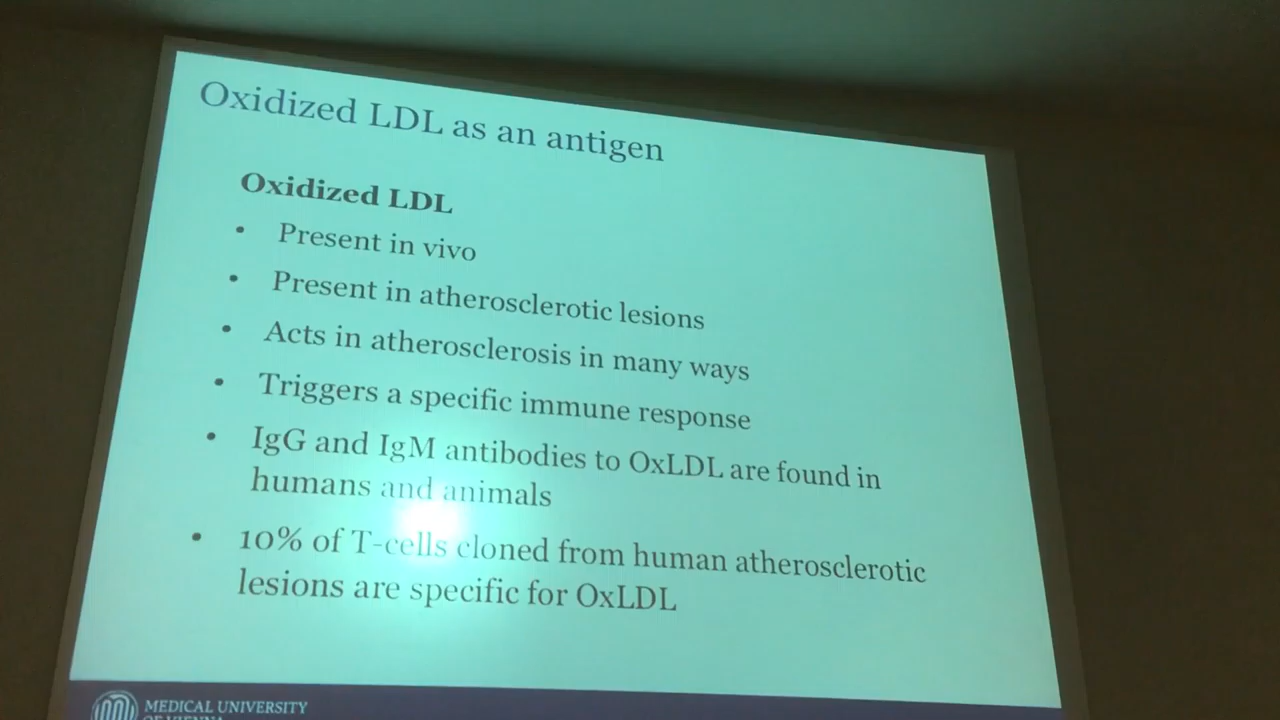 Oxidized LDL as an antigen
Oxidized LDL
• Present in vivo
• Present in atherosclerotic lesions
• Acts in atherosclerosis in many ways
• Triggers a specific immune response
• IgG and IgM antibodies to OxLDL are found in
humans and animals
• 10% of T-cells cloned from human atherosclerotic
lesions are specific for OxLDL
MEDICAL UNIVERSITY
OF VIENNA